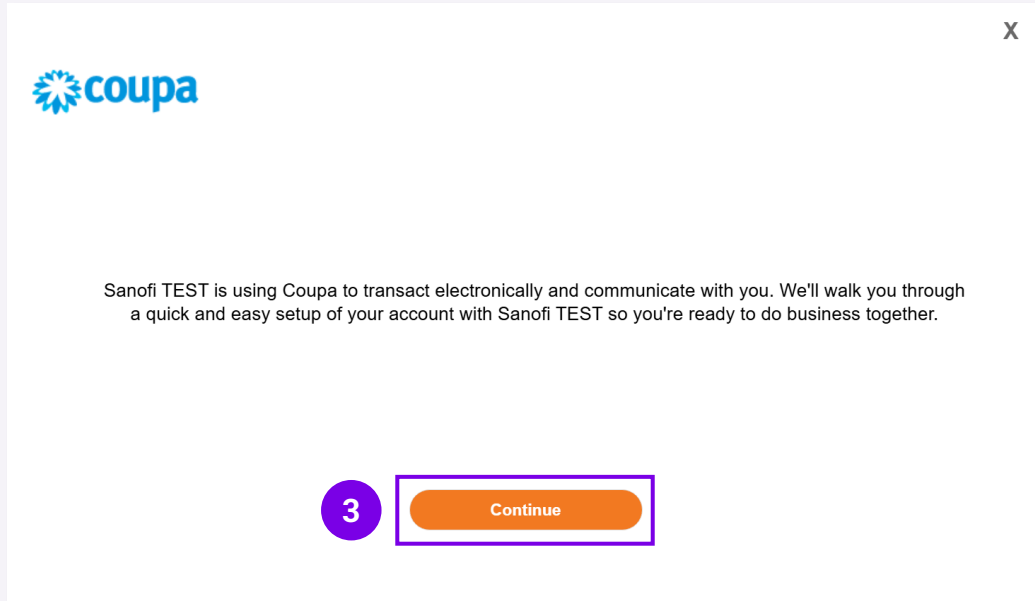 X
coupa
Sanofi TEST is using Coupa to transact electronically and communicate with you. We'll walk you through
a quick and easy setup of your account with Sanofi TEST so you're ready to do business together.
3
Continue